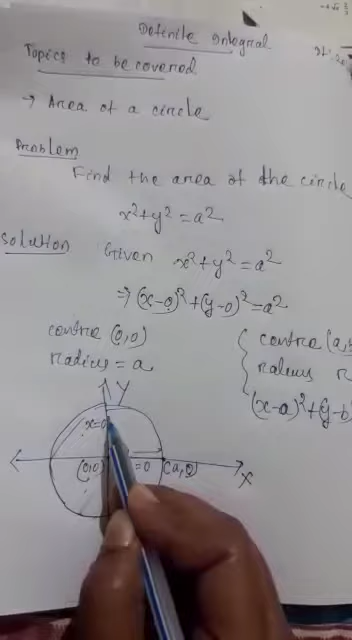 Definite Integral
Topics to be covered
→ Area of a circle
Problem
Find the area of the circle
x²+y²=a²
Solution Given x²+y²=a²
⇒ (x-0)²+(y-0)²=a²
centre (0,0)
radius = a
centre (a,
radius
(x-a)²+(y-b
Y
x=0
(0,0) =0 (a,0)
X